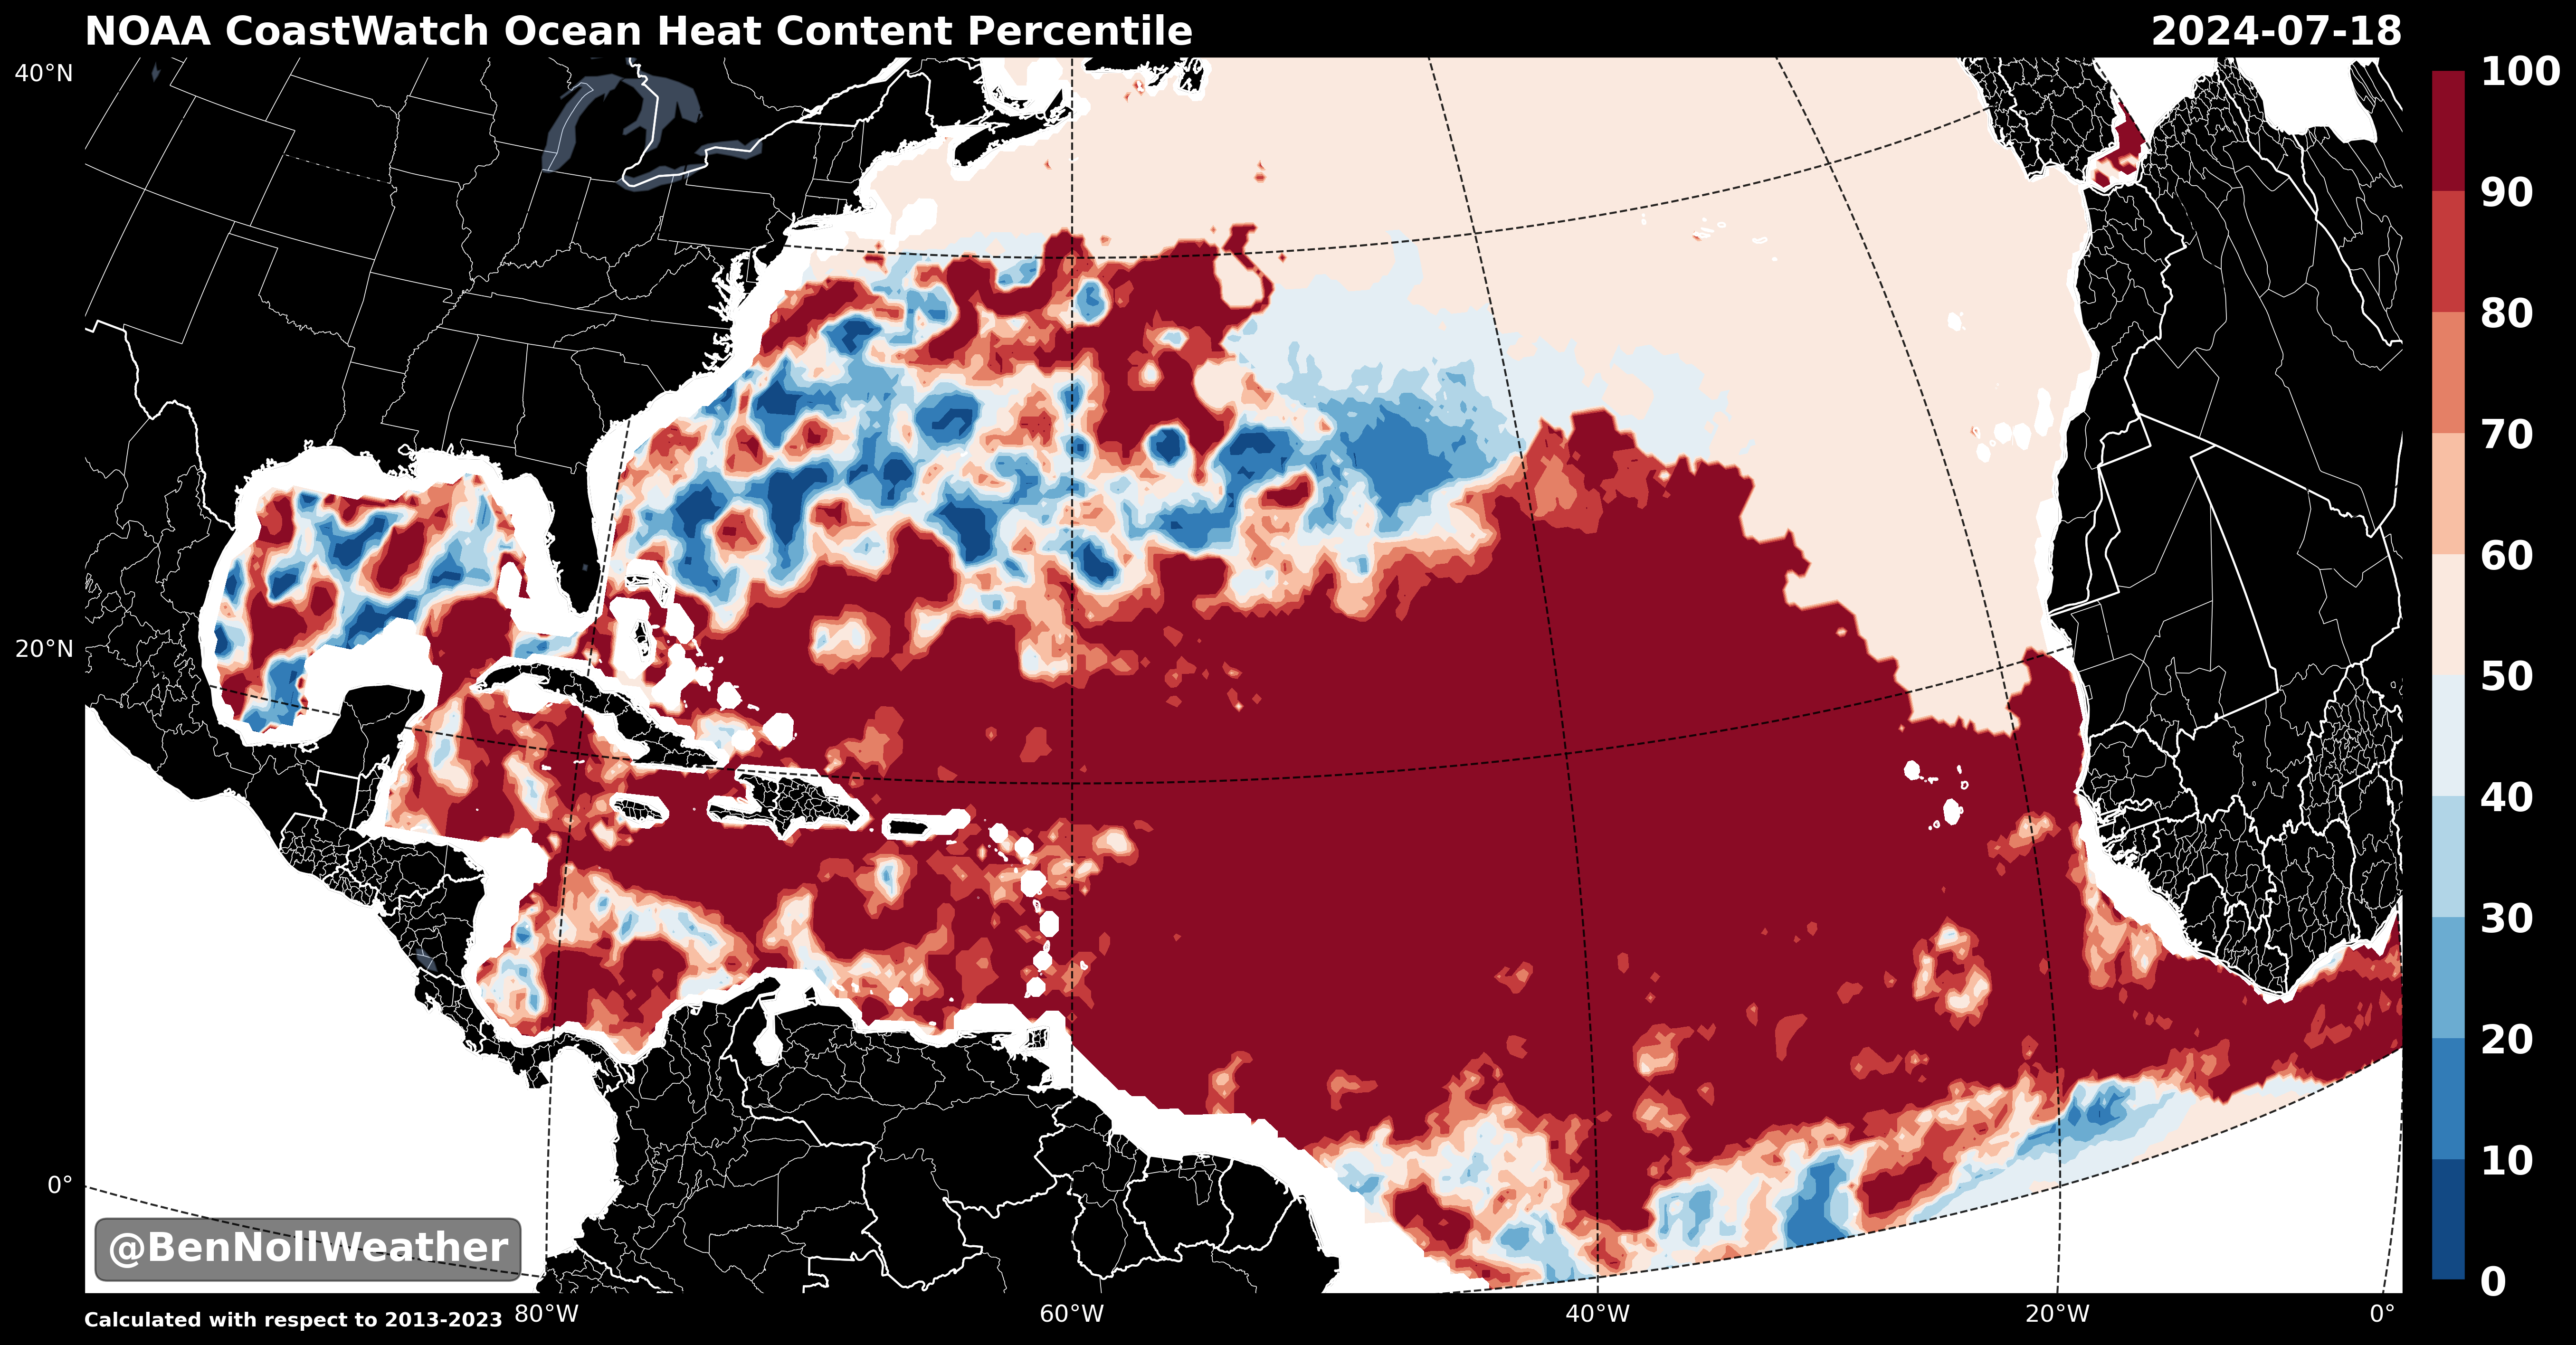 NOAA CoastWatch Ocean Heat Content Percentile
2024-07-18
40°N
20°N
0°
100
90
80
70
60
50
40
30
20
10
0
@BenNollWeather
Calculated with respect to 2013-2023
80°W
60°W
40°W
20°W
0°